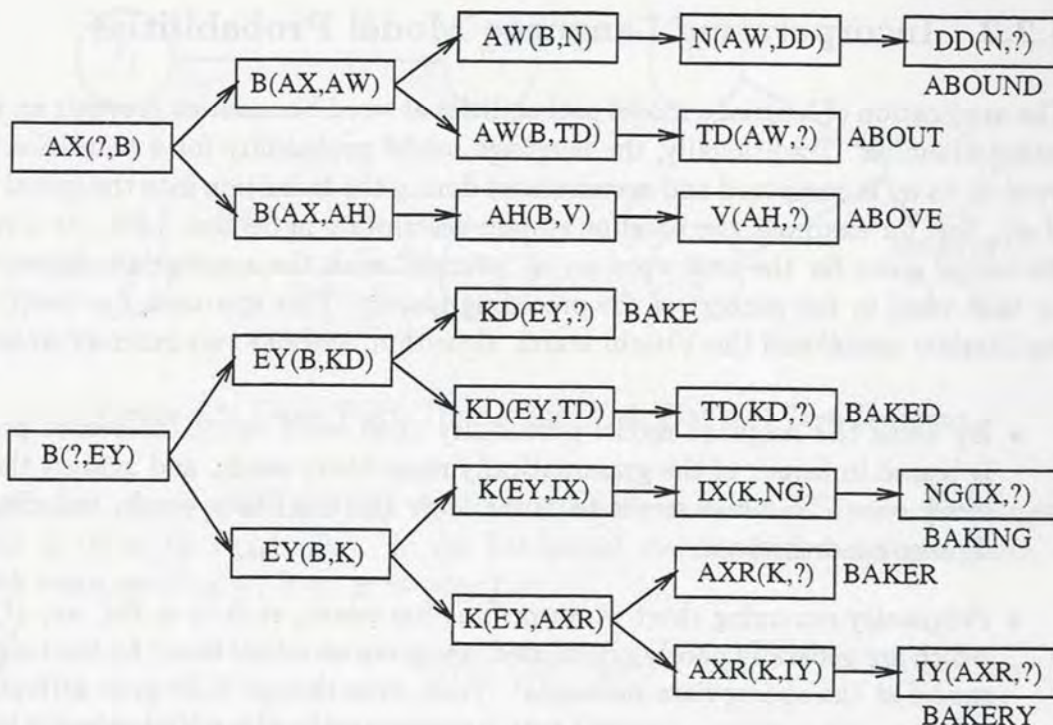 AW(B,N) N(AW,DD) DD(N,?)
ABOUND
B(AX,AW)
AX(?,B)
AW(B,TD) TD(AW,?) ABOUT
B(AX,AH) AH(B,V) V(AH,?) ABOVE
KD(EY,?) BAKE
EY(B,KD)
KD(EY,TD) TD(KD,?) BAKED
B(?,EY)
K(EY,IX) IX(K,NG) NG(IX,?)
BAKING
EY(B,K)
AXR(K,?) BAKER
K(EY,AXR)
AXR(K,IY) IY(AXR,?)
BAKERY